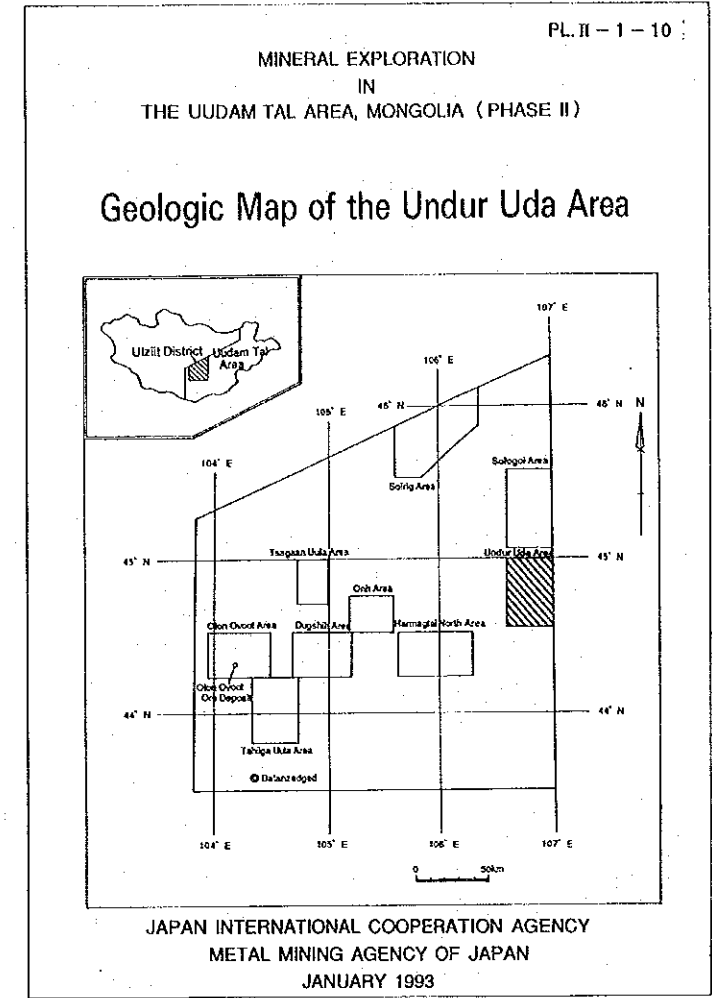 PL. II - 1 - 10
MINERAL EXPLORATION
IN
THE UUDAM TAL AREA, MONGOLIA ( PHASE II )
Geologic Map of the Undur Uda Area
Ulziit District
Uudam Tal
Area
107° E
106° E
46° N
46° N
N
105° E
104° E
Soirig Area
Sologoi Area
45° N
Tsagaan Uula Area
45° N
Undur Uda Area
Onh Area
Olon Ovoot Area
Dugshih Area
Harmagtai North Area
Olon Ovoot
Ore Deposit
44° N
44° N
Tahilga Uula Area
Dalanzadgad
104° E
105° E
106° E
107° E
0
50km
JAPAN INTERNATIONAL COOPERATION AGENCY
METAL MINING AGENCY OF JAPAN
JANUARY 1993